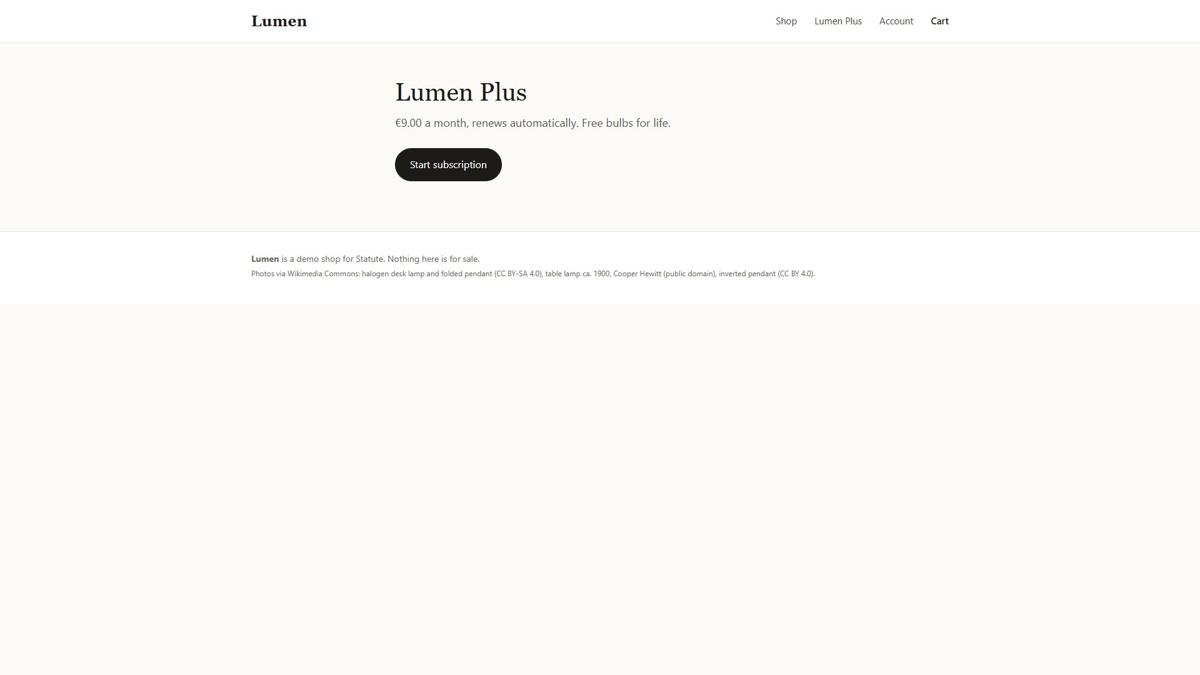 Lumen
Shop
Lumen Plus
Account
Cart
Lumen Plus
€9.00 a month, renews automatically. Free bulbs for life.
Start subscription
Lumen is a demo shop for Statute. Nothing here is for sale.
Photos via Wikimedia Commons: halogen desk lamp and folded pendant (CC BY-SA 4.0), table lamp ca. 1900, Cooper Hewitt (public domain), inverted pendant (CC BY 4.0).